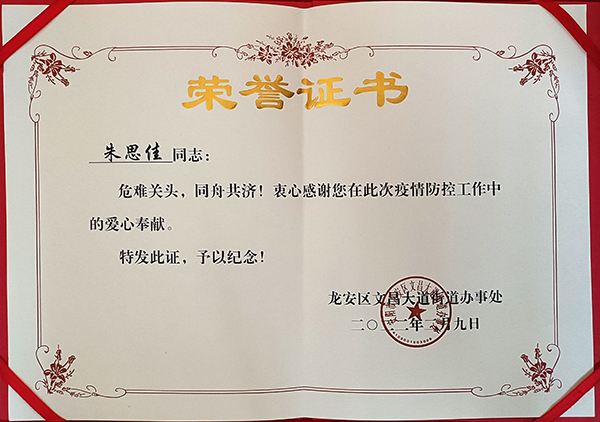 荣誉证书
朱思佳 同志：
危难关头，同舟共济！衷心感谢您在此次疫情防控工作中
的爱心奉献。
特发此证，予以纪念！
龙安区文昌大道街道办事处
二〇二二年 月九日